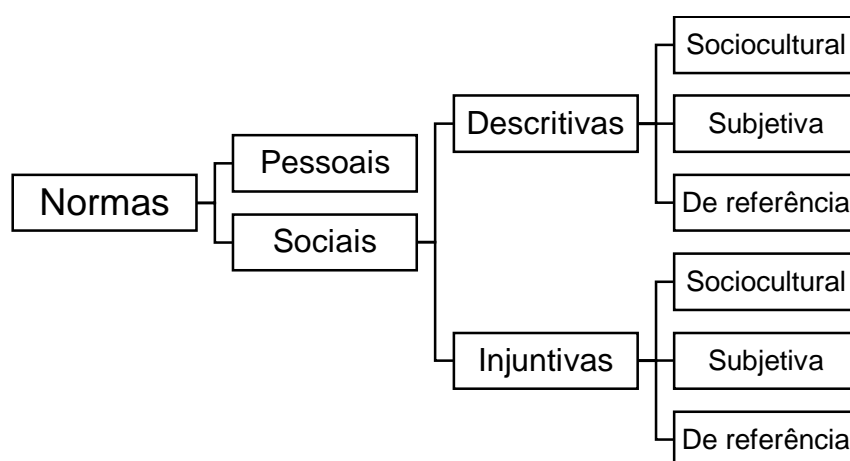 Normas
Pessoais
Sociais
Descritivas
Sociocultural
Subjetiva
De referência
Injuntivas
Sociocultural
Subjetiva
De referência